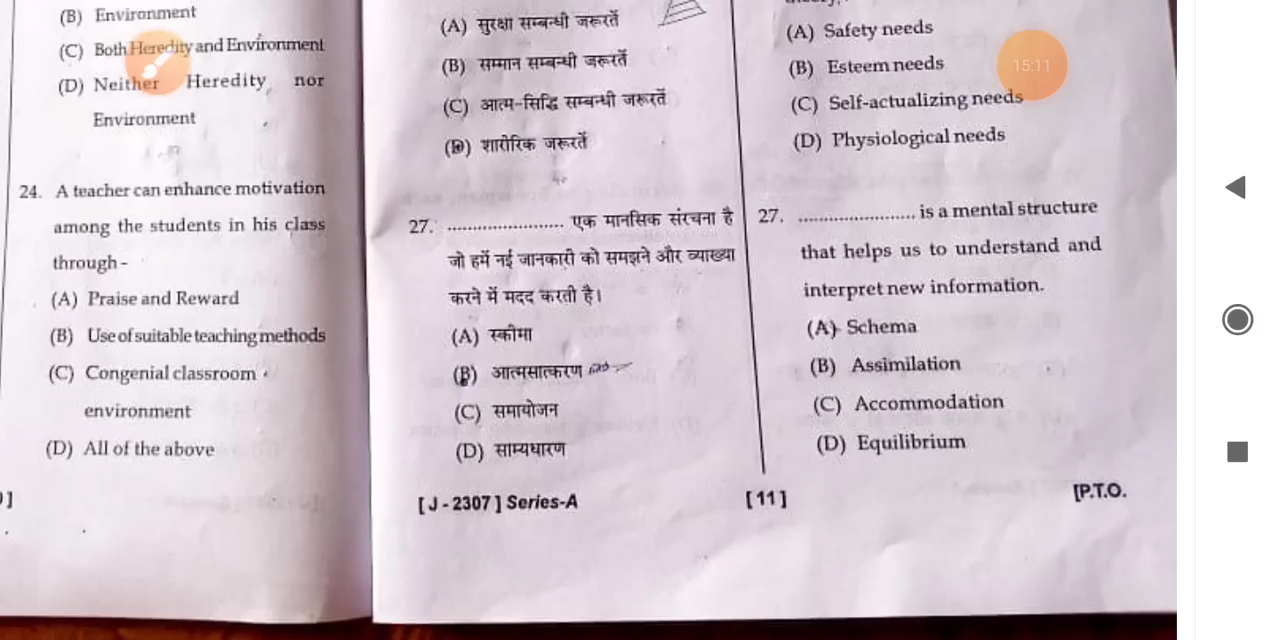 (B) Environment
(C) Both Heredity and Environment
(D) Neither Heredity nor
Environment
24. A teacher can enhance motivation
among the students in his class
through -
(A) Praise and Reward
(B) Use of suitable teaching methods
(C) Congenial classroom
environment
(D) All of the above
(A) सुरक्षा सम्बन्धी जरूरतें
(B) सम्मान सम्बन्धी जरूरतें
(C) आत्म-सिद्धि सम्बन्धी जरूरतें
(D) शारीरिक जरूरतें
27. ........................ एक मानसिक संरचना है
जो हमें नई जानकारी को समझने और व्याख्या
करने में मदद करती है।
(A) स्कीमा
(B) आत्मसात्करण
(C) समायोजन
(D) साम्यधारण
[ J - 2307 ] Series-A
(A) Safety needs
(B) Esteem needs
(C) Self-actualizing needs
(D) Physiological needs
27. ........................ is a mental structure
that helps us to understand and
interpret new information.
(A) Schema
(B) Assimilation
(C) Accommodation
(D) Equilibrium
[11]
[P.T.O.
15:11